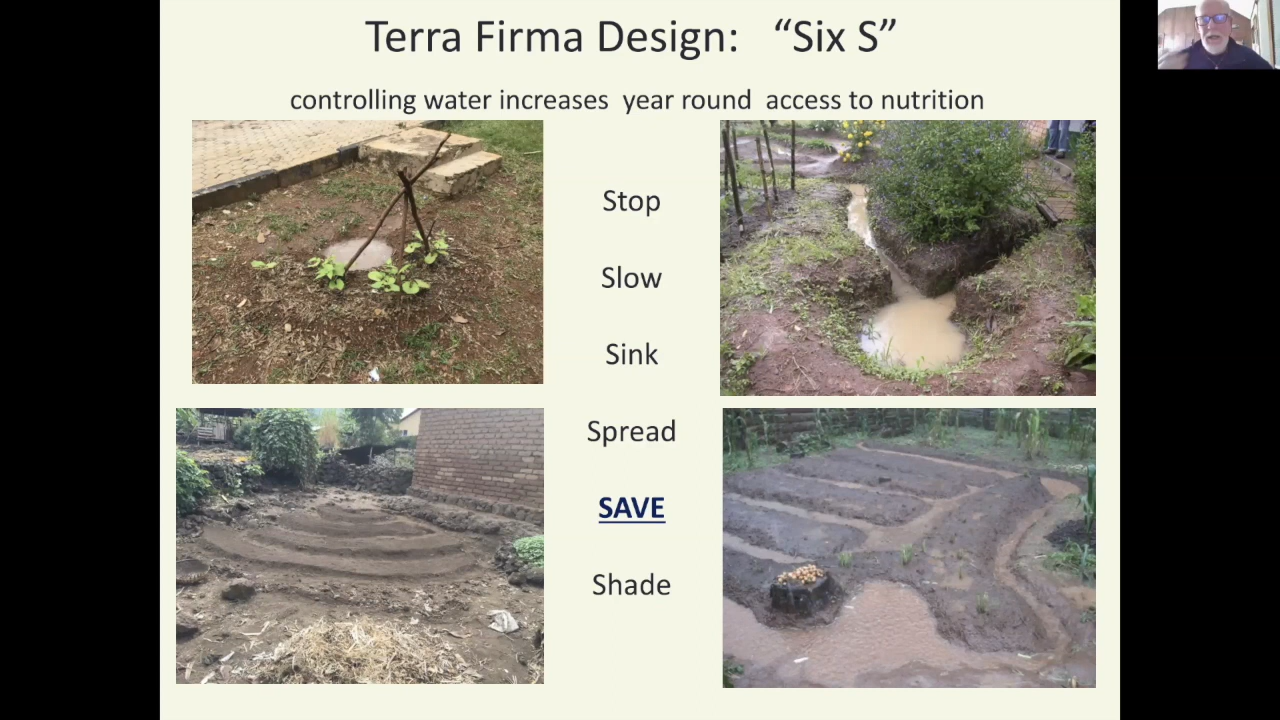 Terra Firma Design: “Six S”
controlling water increases year round access to nutrition
Stop
Slow
Sink
Spread
SAVE
Shade